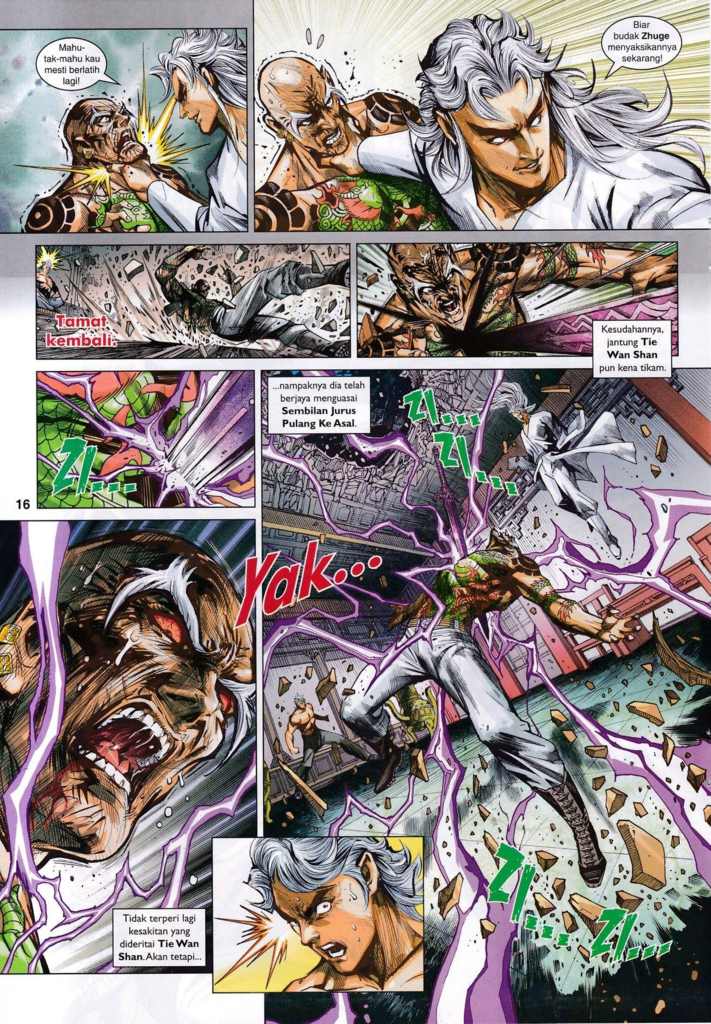 Mahu-
tak-mahu kau
mesti berlatih
lagi!
Biar
budak Zhuge
menyaksikannya
sekarang!
Tamat
kembali.
Kesudahannya,
jantung Tie
Wan Shan
pun kena tikam.
ZI....
...nampaknya dia telah
berjaya menguasai
Sembilan Jurus
Pulang Ke Asal.
ZI....
ZI....
16
Yak...
Tidak terperi lagi
kesakitan yang
dideritai Tie Wan
Shan. Akan tetapi...
ZI....
ZI....